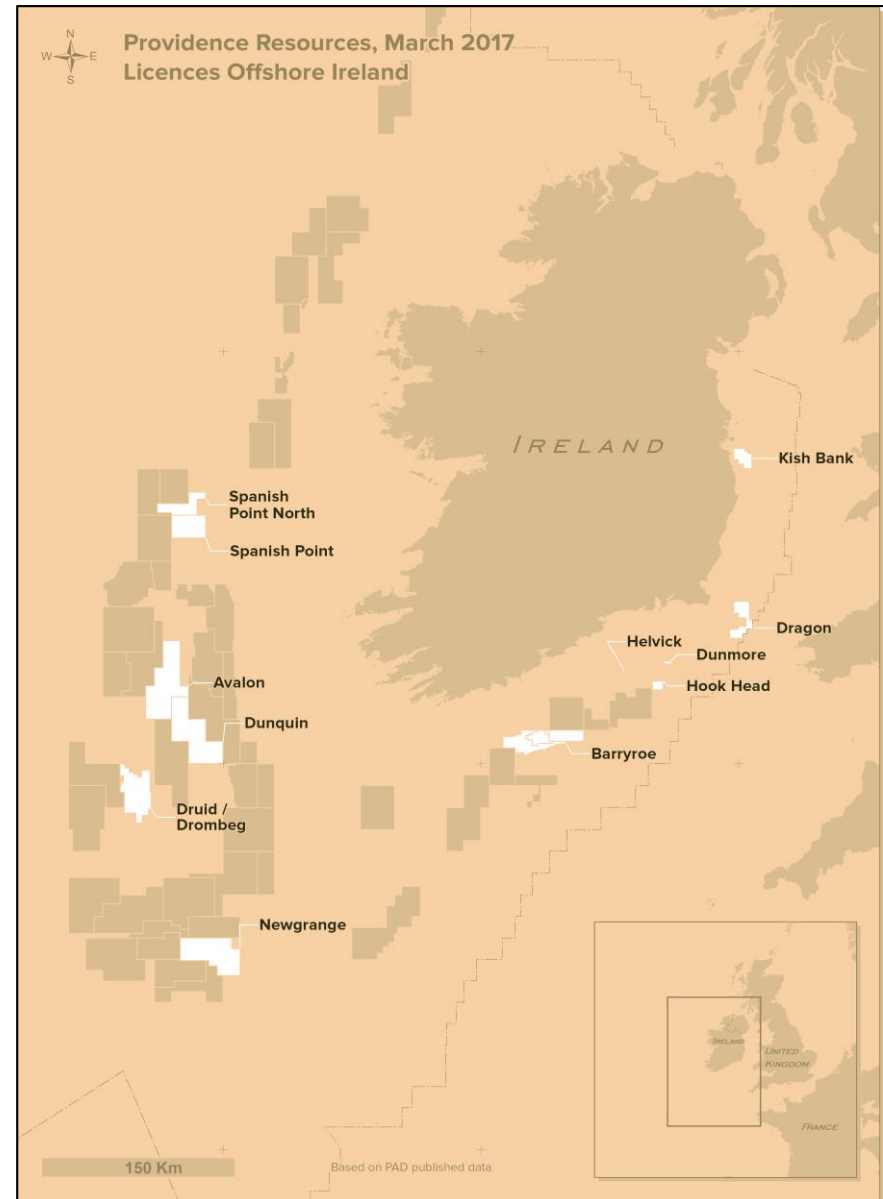 N
W E
S
Providence Resources, March 2017
Licences Offshore Ireland
IRELAND
Kish Bank
Spanish
Point North
Spanish Point
Dragon
Helvick
Dunmore
Hook Head
Avalon
Dunquin
Barryroe
Druid /
Drombeg
Newgrange
IRELAND
UNITED
KINGDOM
FRANCE
150 Km
Based on PAD published data